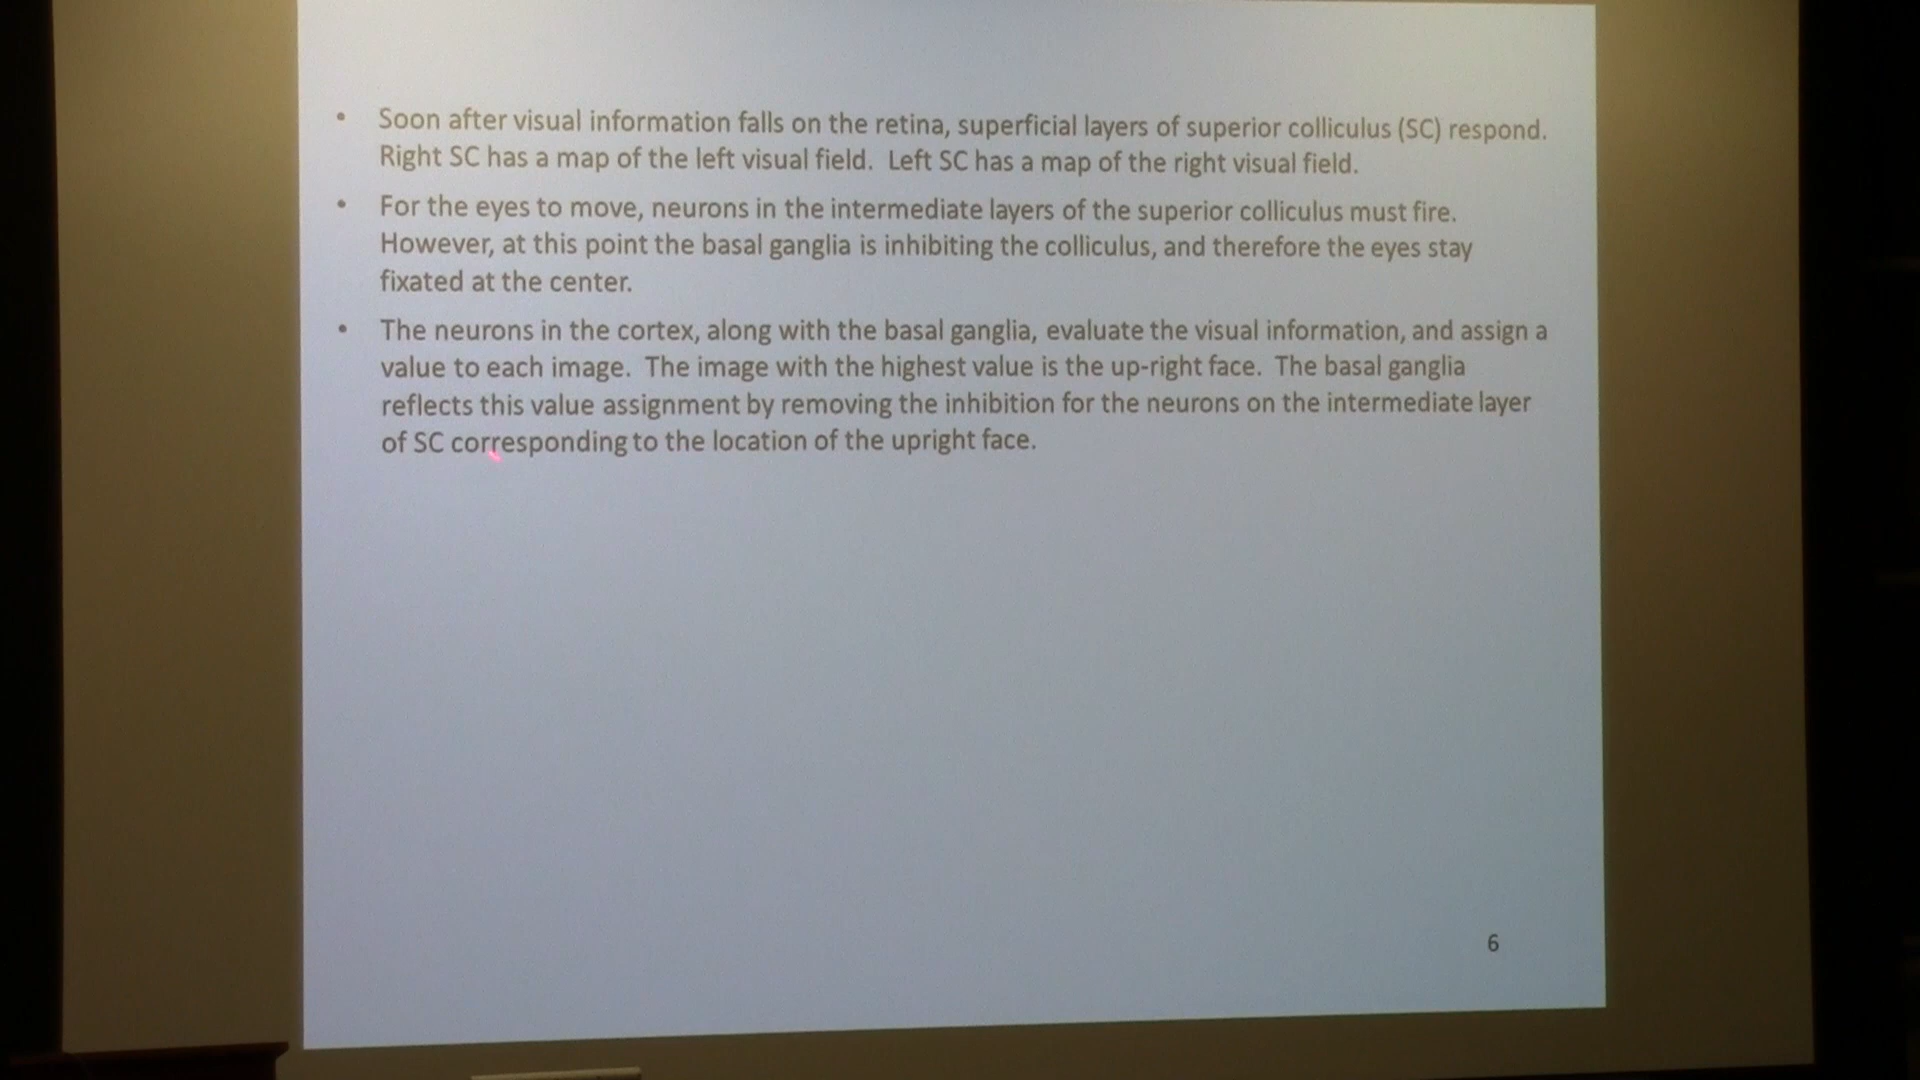 • Soon after visual information falls on the retina, superficial layers of superior colliculus (SC) respond.
Right SC has a map of the left visual field.  Left SC has a map of the right visual field.
• For the eyes to move, neurons in the intermediate layers of the superior colliculus must fire.
However, at this point the basal ganglia is inhibiting the colliculus, and therefore the eyes stay
fixated at the center.
• The neurons in the cortex, along with the basal ganglia, evaluate the visual information, and assign a
value to each image.  The image with the highest value is the up-right face.  The basal ganglia
reflects this value assignment by removing the inhibition for the neurons on the intermediate layer
of SC corresponding to the location of the upright face.
6